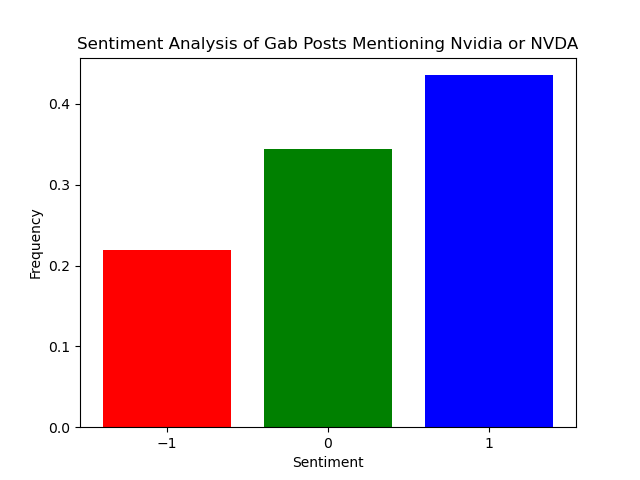 Sentiment Analysis of Gab Posts Mentioning Nvidia or NVDA
Frequency
0.4
0.3
0.2
0.1
0.0
−1 0 1
Sentiment